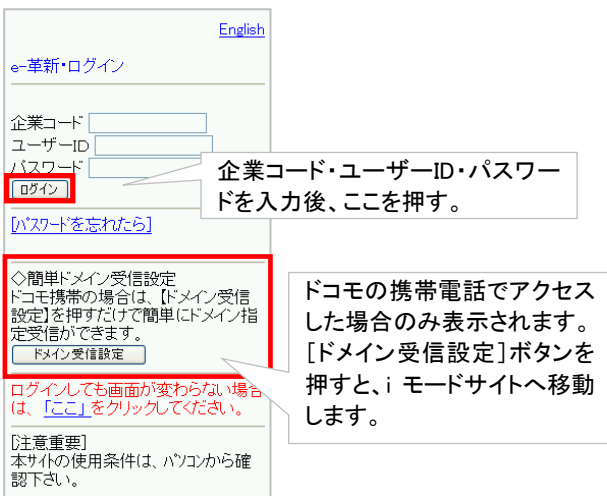 English
e-革新・ログイン
企業コード
ユーザーID
パスワード
ログイン
企業コード・ユーザーID・パスワー
ドを入力後、ここを押す。
[パスワードを忘れたら]
◇簡単ドメイン受信設定
ドコモ携帯の場合は、【ドメイン受信
設定】を押すだけで簡単にドメイン指
定受信ができます。
ドメイン受信設定
ドコモの携帯電話でアクセス
した場合のみ表示されます。
[ドメイン受信設定]ボタンを
押すと、i モードサイトへ移動
します。
ログインしても画面が変わらない場合
は、「ここ」をクリックしてください。
[注意重要]
本サイトの使用条件は、パソコンから確
認下さい。